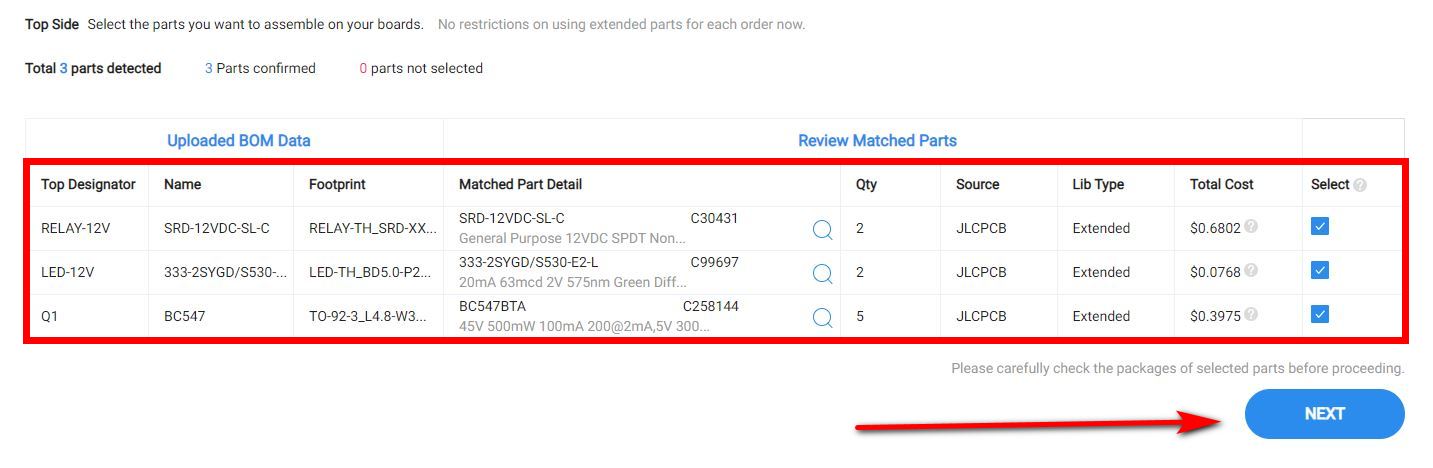 Top Side Select the parts you want to assemble on your boards. No restrictions on using extended parts for each order now.
Total 3 parts detected 3 Parts confirmed 0 parts not selected
Uploaded BOM Data Review Matched Parts
Top Designator Name Footprint Matched Part Detail Qty Source Lib Type Total Cost Select ?
RELAY-12V SRD-12VDC-SL-C RELAY-TH_SRD-XX... SRD-12VDC-SL-C C30431 2 JLCPCB Extended $0.6802 ?
General Purpose 12VDC SPDT Non...
LED-12V 333-2SYGD/S530-... LED-TH_BD5.0-P2... 333-2SYGD/S530-E2-L C99697 2 JLCPCB Extended $0.0768 ?
20mA 63mcd 2V 575nm Green Diff...
Q1 BC547 TO-92-3_L4.8-W3... BC547BTA C258144 5 JLCPCB Extended $0.3975 ?
45V 500mW 100mA 200@2mA,5V 300...
Please carefully check the packages of selected parts before proceeding.
NEXT